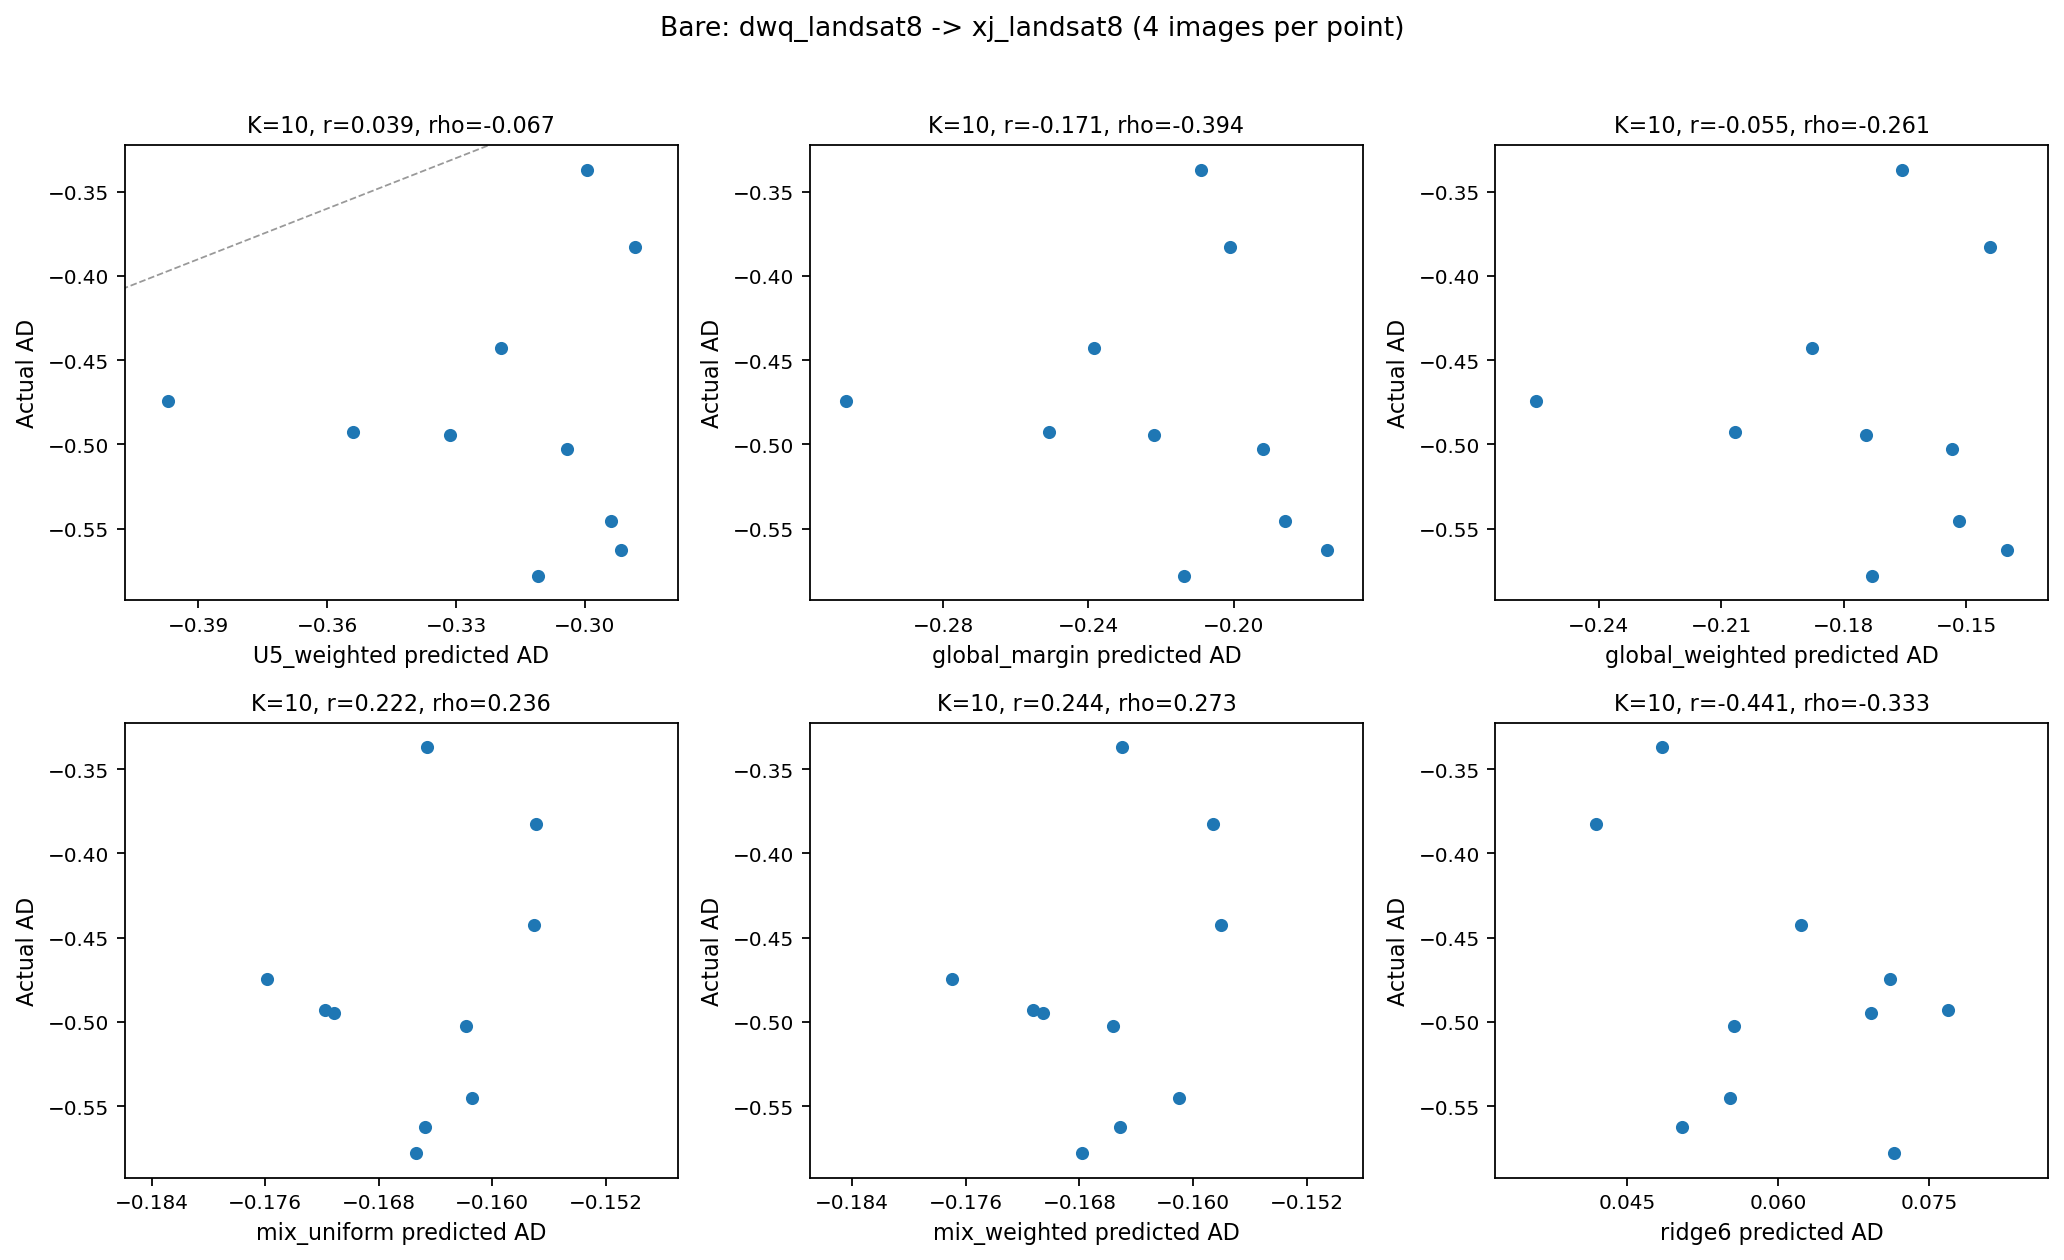 Bare: dwq_landsat8 -> xj_landsat8 (4 images per point)
K=10, r=0.039, rho=-0.067
Actual AD
−0.35
−0.40
−0.45
−0.50
−0.55
−0.39
−0.36
−0.33
−0.30
U5_weighted predicted AD
K=10, r=-0.171, rho=-0.394
Actual AD
−0.35
−0.40
−0.45
−0.50
−0.55
−0.28
−0.24
−0.20
global_margin predicted AD
K=10, r=-0.055, rho=-0.261
Actual AD
−0.35
−0.40
−0.45
−0.50
−0.55
−0.24
−0.21
−0.18
−0.15
global_weighted predicted AD
K=10, r=0.222, rho=0.236
Actual AD
−0.35
−0.40
−0.45
−0.50
−0.55
−0.184
−0.176
−0.168
−0.160
−0.152
mix_uniform predicted AD
K=10, r=0.244, rho=0.273
Actual AD
−0.35
−0.40
−0.45
−0.50
−0.55
−0.184
−0.176
−0.168
−0.160
−0.152
mix_weighted predicted AD
K=10, r=-0.441, rho=-0.333
Actual AD
−0.35
−0.40
−0.45
−0.50
−0.55
0.045
0.060
0.075
ridge6 predicted AD